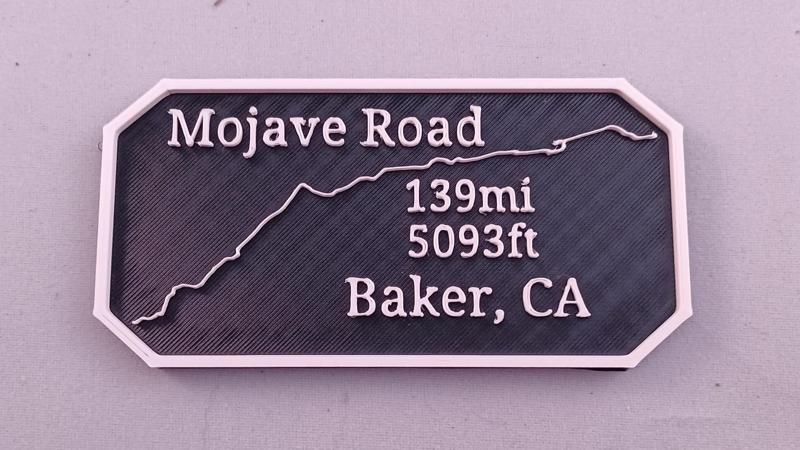 Mojave Road
139mi
5093ft
Baker, CA